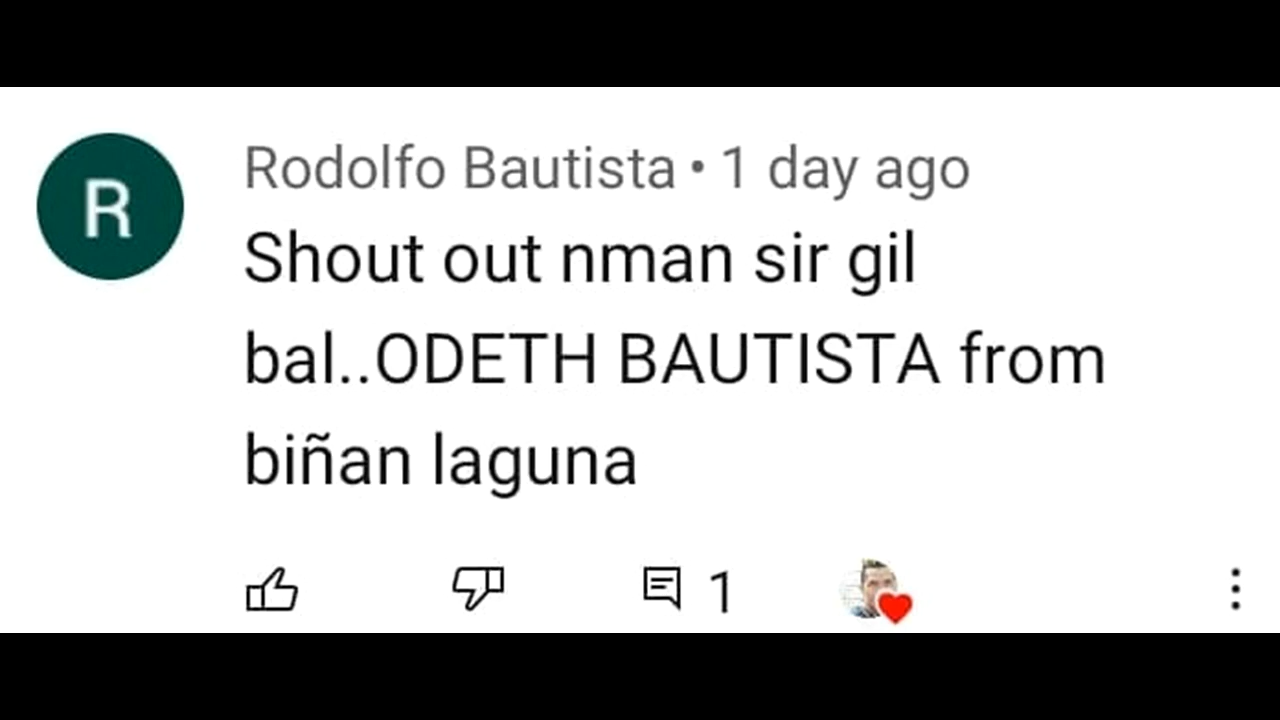 R
Rodolfo Bautista • 1 day ago
Shout out nman sir gil
bal..ODETH BAUTISTA from
biñan laguna
1